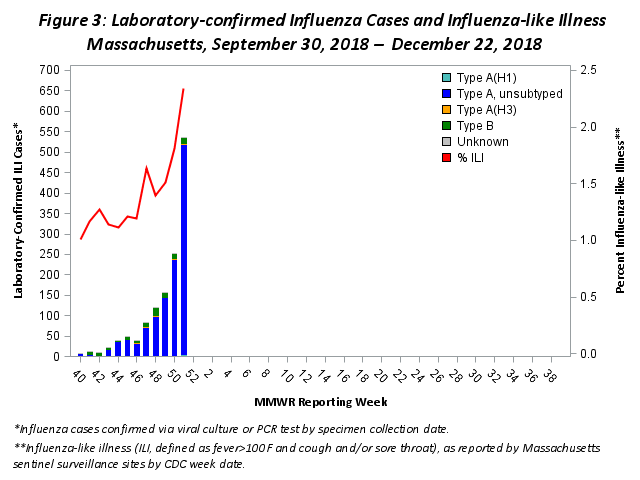 Figure 3: Laboratory-confirmed Influenza Cases and Influenza-like Illness
Massachusetts, September 30, 2018 – December 22, 2018
700
650
600
550
500
450
400
350
300
250
200
150
100
50
0
Laboratory-Confirmed ILI Cases*
Type A(H1)
Type A, unsubtyped
Type A(H3)
Type B
Unknown
% ILI
2.5
2.0
1.5
1.0
0.5
0.0
Percent Influenza-like Illness**
40 42 44 46 48 50 52 2 4 6 8 10 12 14 16 18 20 22 24 26 28 30 32 34 36 38
MMWR Reporting Week
*Influenza cases confirmed via viral culture or PCR test by specimen collection date.
**Influenza-like illness (ILI, defined as fever>100F and cough and/or sore throat), as reported by Massachusetts
sentinel surveillance sites by CDC week date.